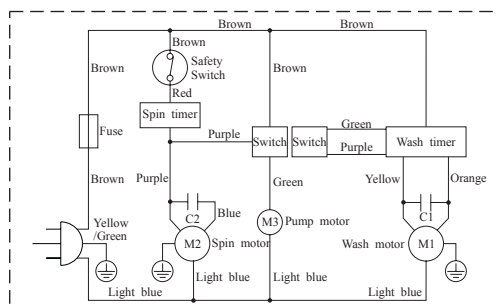 Brown
Brown
Brown
Safety
Switch
Brown
Brown
Red
Spin timer
Fuse
Purple
Switch
Switch
Green
Purple
Wash timer
Brown
Purple
Green
Yellow
Orange
C2
Blue
C1
Yellow
/Green
M2
Spin motor
M3
Pump motor
Wash motor
M1
Light blue
Light blue
Light blue
Light blue
Light blue